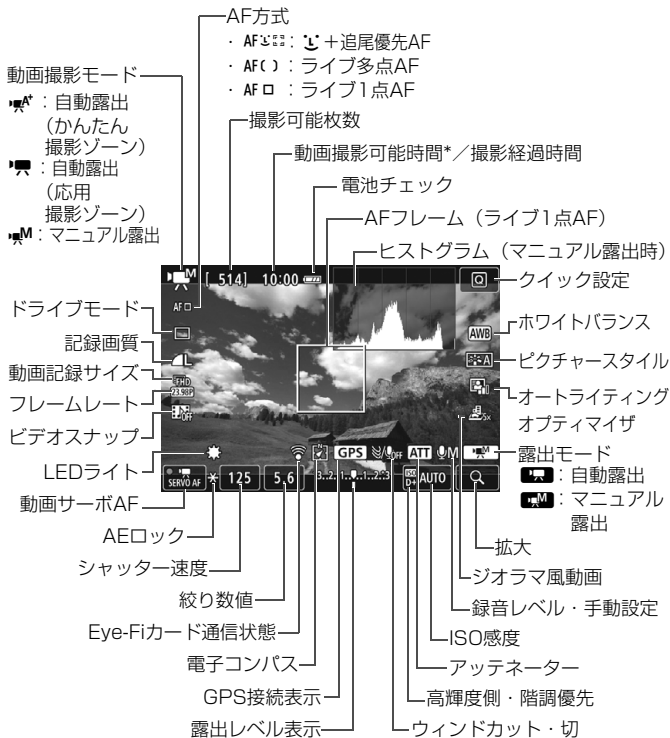 AF方式
・AF：＋追尾優先AF
・AF( )：ライブ多点AF
・AF□：ライブ1点AF
動画撮影モード
A+：自動露出
（かんたん
撮影ゾーン）
：自動露出
（応用
撮影ゾーン）
M：マニュアル露出
撮影可能枚数
動画撮影可能時間*／撮影経過時間
電池チェック
AFフレーム（ライブ1点AF）
ヒストグラム（マニュアル露出時）
M [ 514] 10:00
Q
クイック設定
AF□
ドライブモード
AWB
ホワイトバランス
記録画質
L
A
ピクチャースタイル
動画記録サイズ
FHD
オートライティング
オプティマイザ
フレームレート
23.98P
5x
ビデオスナップ
OFF
LEDライト
N GPS OFF ATT M
M
露出モード
：自動露出
M：マニュアル
露出
SERVO AF
* 125 5.6 3..2..1..▼..1..2..3 ISO D+ AUTO
動画サーボAF
AEロック
シャッター速度
絞り数値
Eye-Fiカード通信状態
電子コンパス
GPS接続表示
露出レベル表示
拡大
ジオラマ風動画
録音レベル・手動設定
ISO感度
アッテネーター
高輝度側・階調優先
ウィンドカット・切